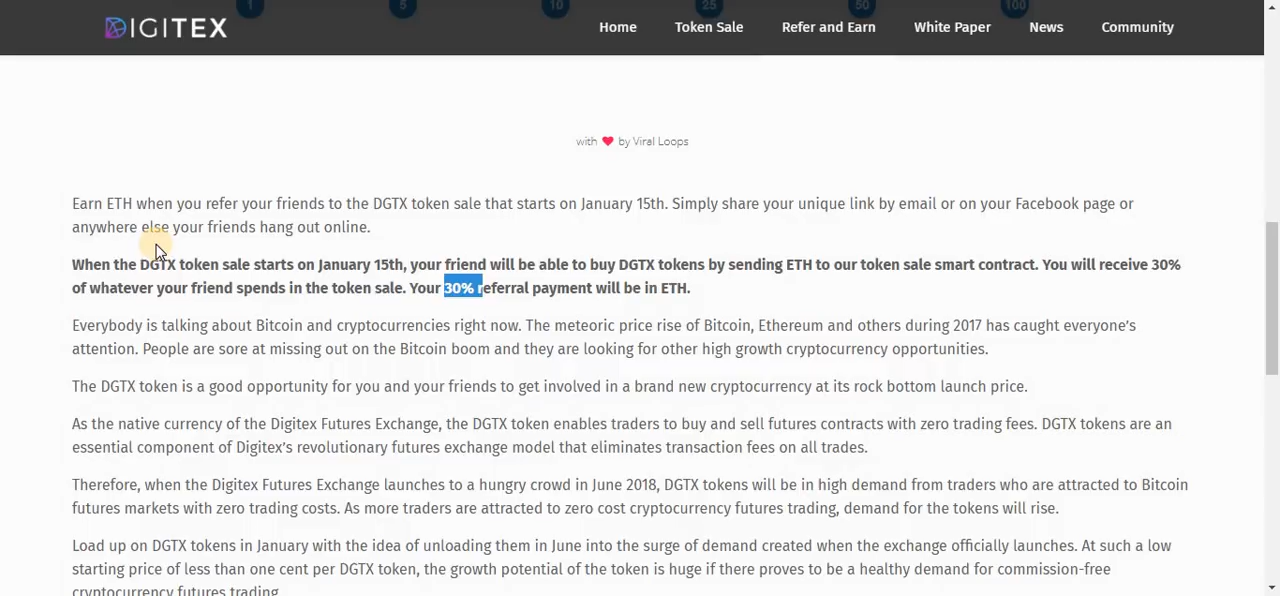 1 5 10 25 50 100
DIGITEX Home Token Sale Refer and Earn White Paper News Community
with ❤ by Viral Loops
Earn ETH when you refer your friends to the DGTX token sale that starts on January 15th. Simply share your unique link by email or on your Facebook page or
anywhere else your friends hang out online.
When the DGTX token sale starts on January 15th, your friend will be able to buy DGTX tokens by sending ETH to our token sale smart contract. You will receive 30%
of whatever your friend spends in the token sale. Your 30% referral payment will be in ETH.
Everybody is talking about Bitcoin and cryptocurrencies right now. The meteoric price rise of Bitcoin, Ethereum and others during 2017 has caught everyone's
attention. People are sore at missing out on the Bitcoin boom and they are looking for other high growth cryptocurrency opportunities.
The DGTX token is a good opportunity for you and your friends to get involved in a brand new cryptocurrency at its rock bottom launch price.
As the native currency of the Digitex Futures Exchange, the DGTX token enables traders to buy and sell futures contracts with zero trading fees. DGTX tokens are an
essential component of Digitex's revolutionary futures exchange model that eliminates transaction fees on all trades.
Therefore, when the Digitex Futures Exchange launches to a hungry crowd in June 2018, DGTX tokens will be in high demand from traders who are attracted to Bitcoin
futures markets with zero trading costs. As more traders are attracted to zero cost cryptocurrency futures trading, demand for the tokens will rise.
Load up on DGTX tokens in January with the idea of unloading them in June into the surge of demand created when the exchange officially launches. At such a low
starting price of less than one cent per DGTX token, the growth potential of the token is huge if there proves to be a healthy demand for commission-free
cryptocurrency futures trading.